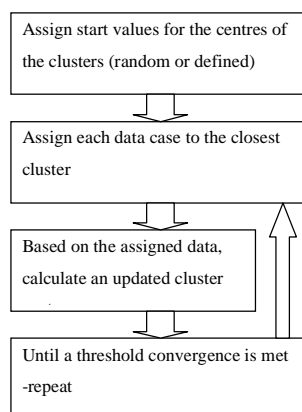 Assign start values for the centres of
the clusters (random or defined)
Assign each data case to the closest
cluster
Based on the assigned data,
calculate an updated cluster
Until a threshold convergence is met
-repeat